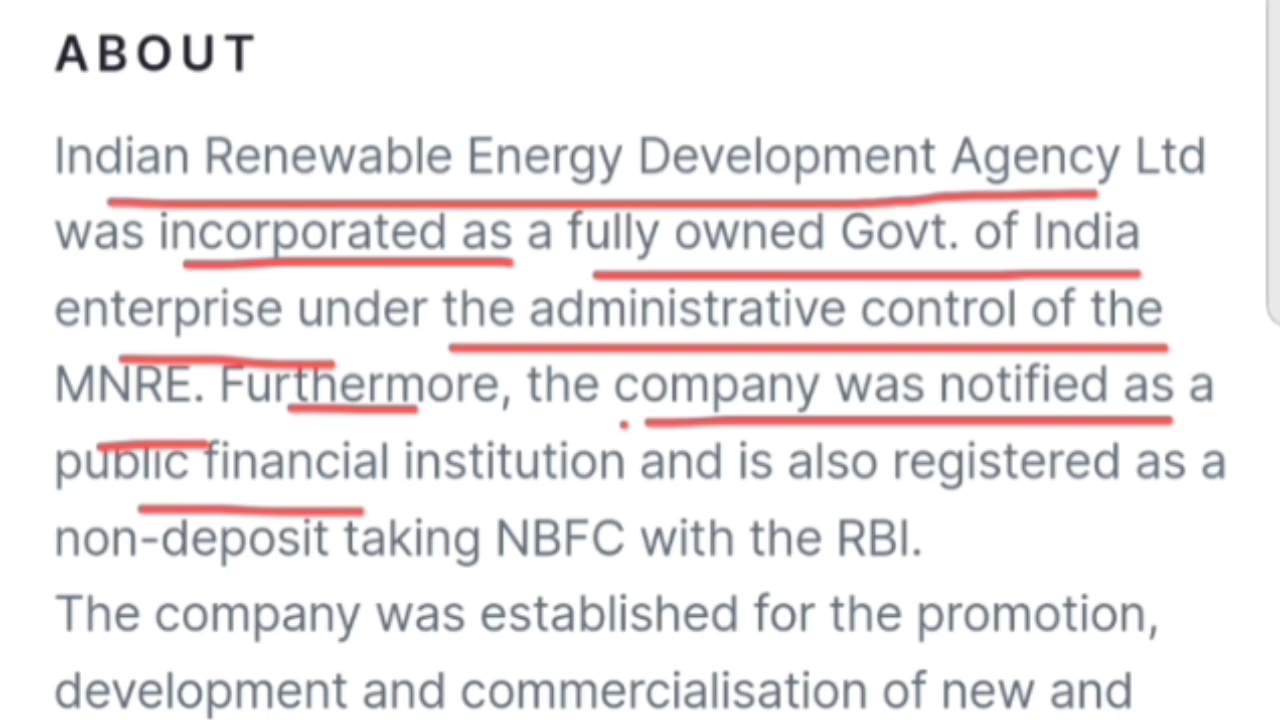 ABOUT
Indian Renewable Energy Development Agency Ltd
was incorporated as a fully owned Govt. of India
enterprise under the administrative control of the
MNRE. Furthermore, the company was notified as a
public financial institution and is also registered as a
non-deposit taking NBFC with the RBI.
The company was established for the promotion,
development and commercialisation of new and